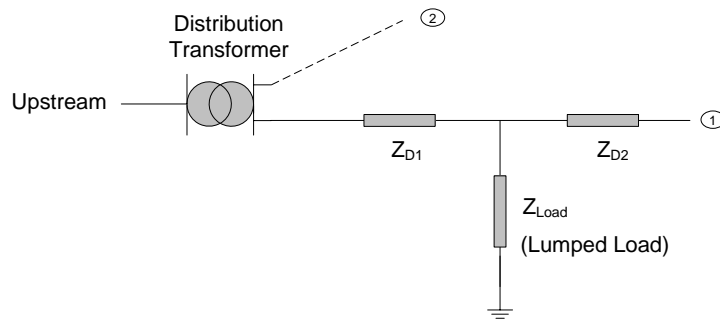 Distribution
Transformer
2
Upstream
1
Z_D1
Z_D2
Z_Load
(Lumped Load)